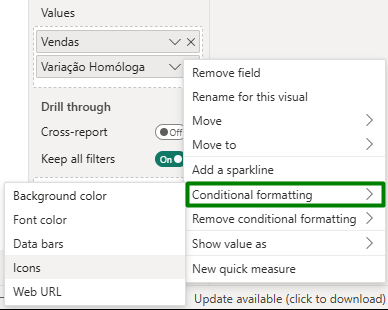 Values
Vendas
Variação Homóloga
Drill through
Cross-report
Off
Keep all filters
On
Remove field
Rename for this visual
Move
Move to
Add a sparkline
Conditional formatting
Remove conditional formatting
Show value as
New quick measure
Background color
Font color
Data bars
Icons
Web URL
Update available (click to download)